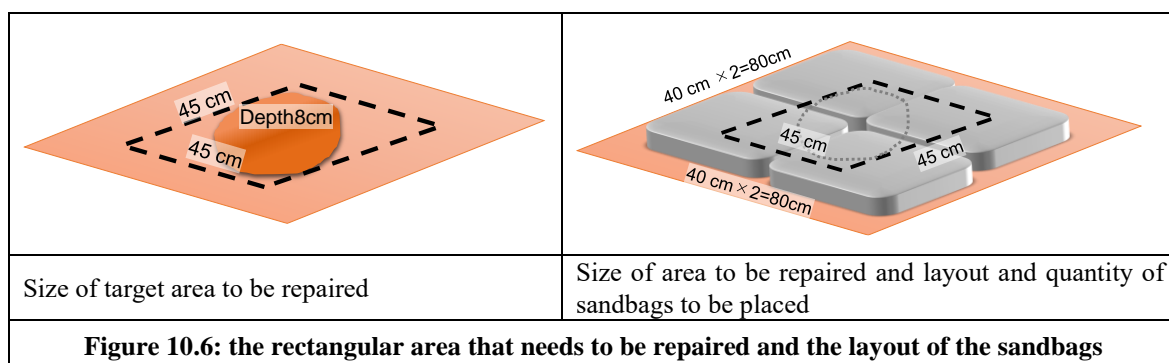 45 cm
Depth8cm
45 cm
40 cm×2=80cm
45 cm
45 cm
40 cm×2=80cm
Size of target area to be repaired
Size of area to be repaired and layout and quantity of
sandbags to be placed
Figure 10.6: the rectangular area that needs to be repaired and the layout of the sandbags